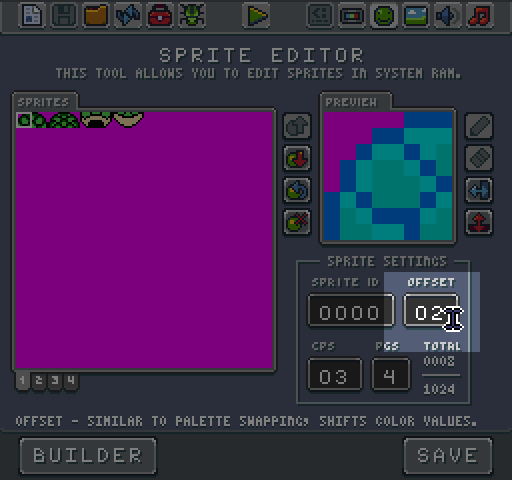 SPRITE EDITOR
THIS TOOL ALLOWS YOU TO EDIT SPRITES IN SYSTEM RAM.
SPRITES
PREVIEW
SPRITE SETTINGS
SPRITE ID OFFSET
0000 02
CPS PGS TOTAL
03 4 0008
1024
1 2 3 4
OFFSET - SIMILAR TO PALETTE SWAPPING, SHIFTS COLOR VALUES.
BUILDER SAVE